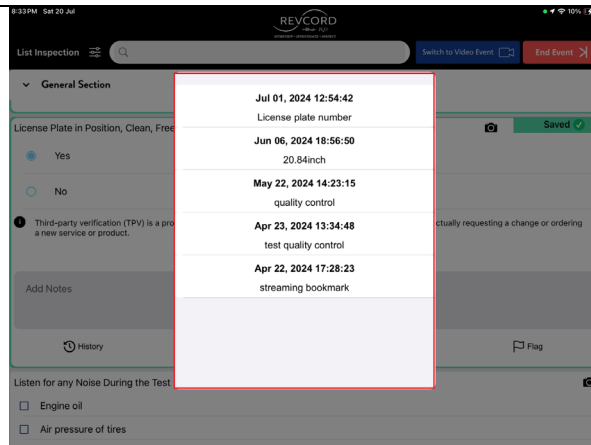 8:33 PM Sat 20 Jul
10%
REVCORD
List Inspection
Switch to Video Event
End Event
General Section
License Plate in Position, Clean, Free
Saved
Yes
No
Third-party verification (TPV) is a pro
ctually requesting a change or ordering
a new service or product.
Add Notes
History
Flag
Listen for any Noise During the Test
Engine oil
Air pressure of tires
Jul 01, 2024 12:54:42
License plate number
Jun 06, 2024 18:56:50
20.84inch
May 22, 2024 14:23:15
quality control
Apr 23, 2024 13:34:48
test quality control
Apr 22, 2024 17:28:23
streaming bookmark